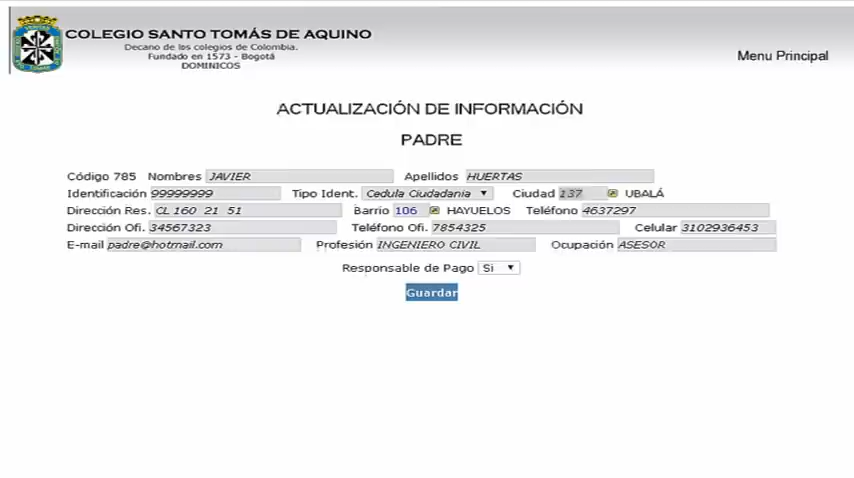 COLEGIO SANTO TOMÁS DE AQUINO
Decano de los colegios de Colombia.
Fundado en 1573 - Bogotá
DOMINICOS
Menu Principal
ACTUALIZACIÓN DE INFORMACIÓN
PADRE
Código 785 Nombres JAVIER Apellidos HUERTAS
Identificación 99999999 Tipo Ident. Cedula Ciudadania Ciudad 137 UBALÁ
Dirección Res. CL 160 21 51 Barrio 106 HAYUELOS Teléfono 4637297
Dirección Ofi. 34567323 Teléfono Ofi. 7854325 Celular 3102936453
E-mail padre@hotmail.com Profesión INGENIERO CIVIL Ocupación ASESOR
Responsable de Pago Si
Guardar